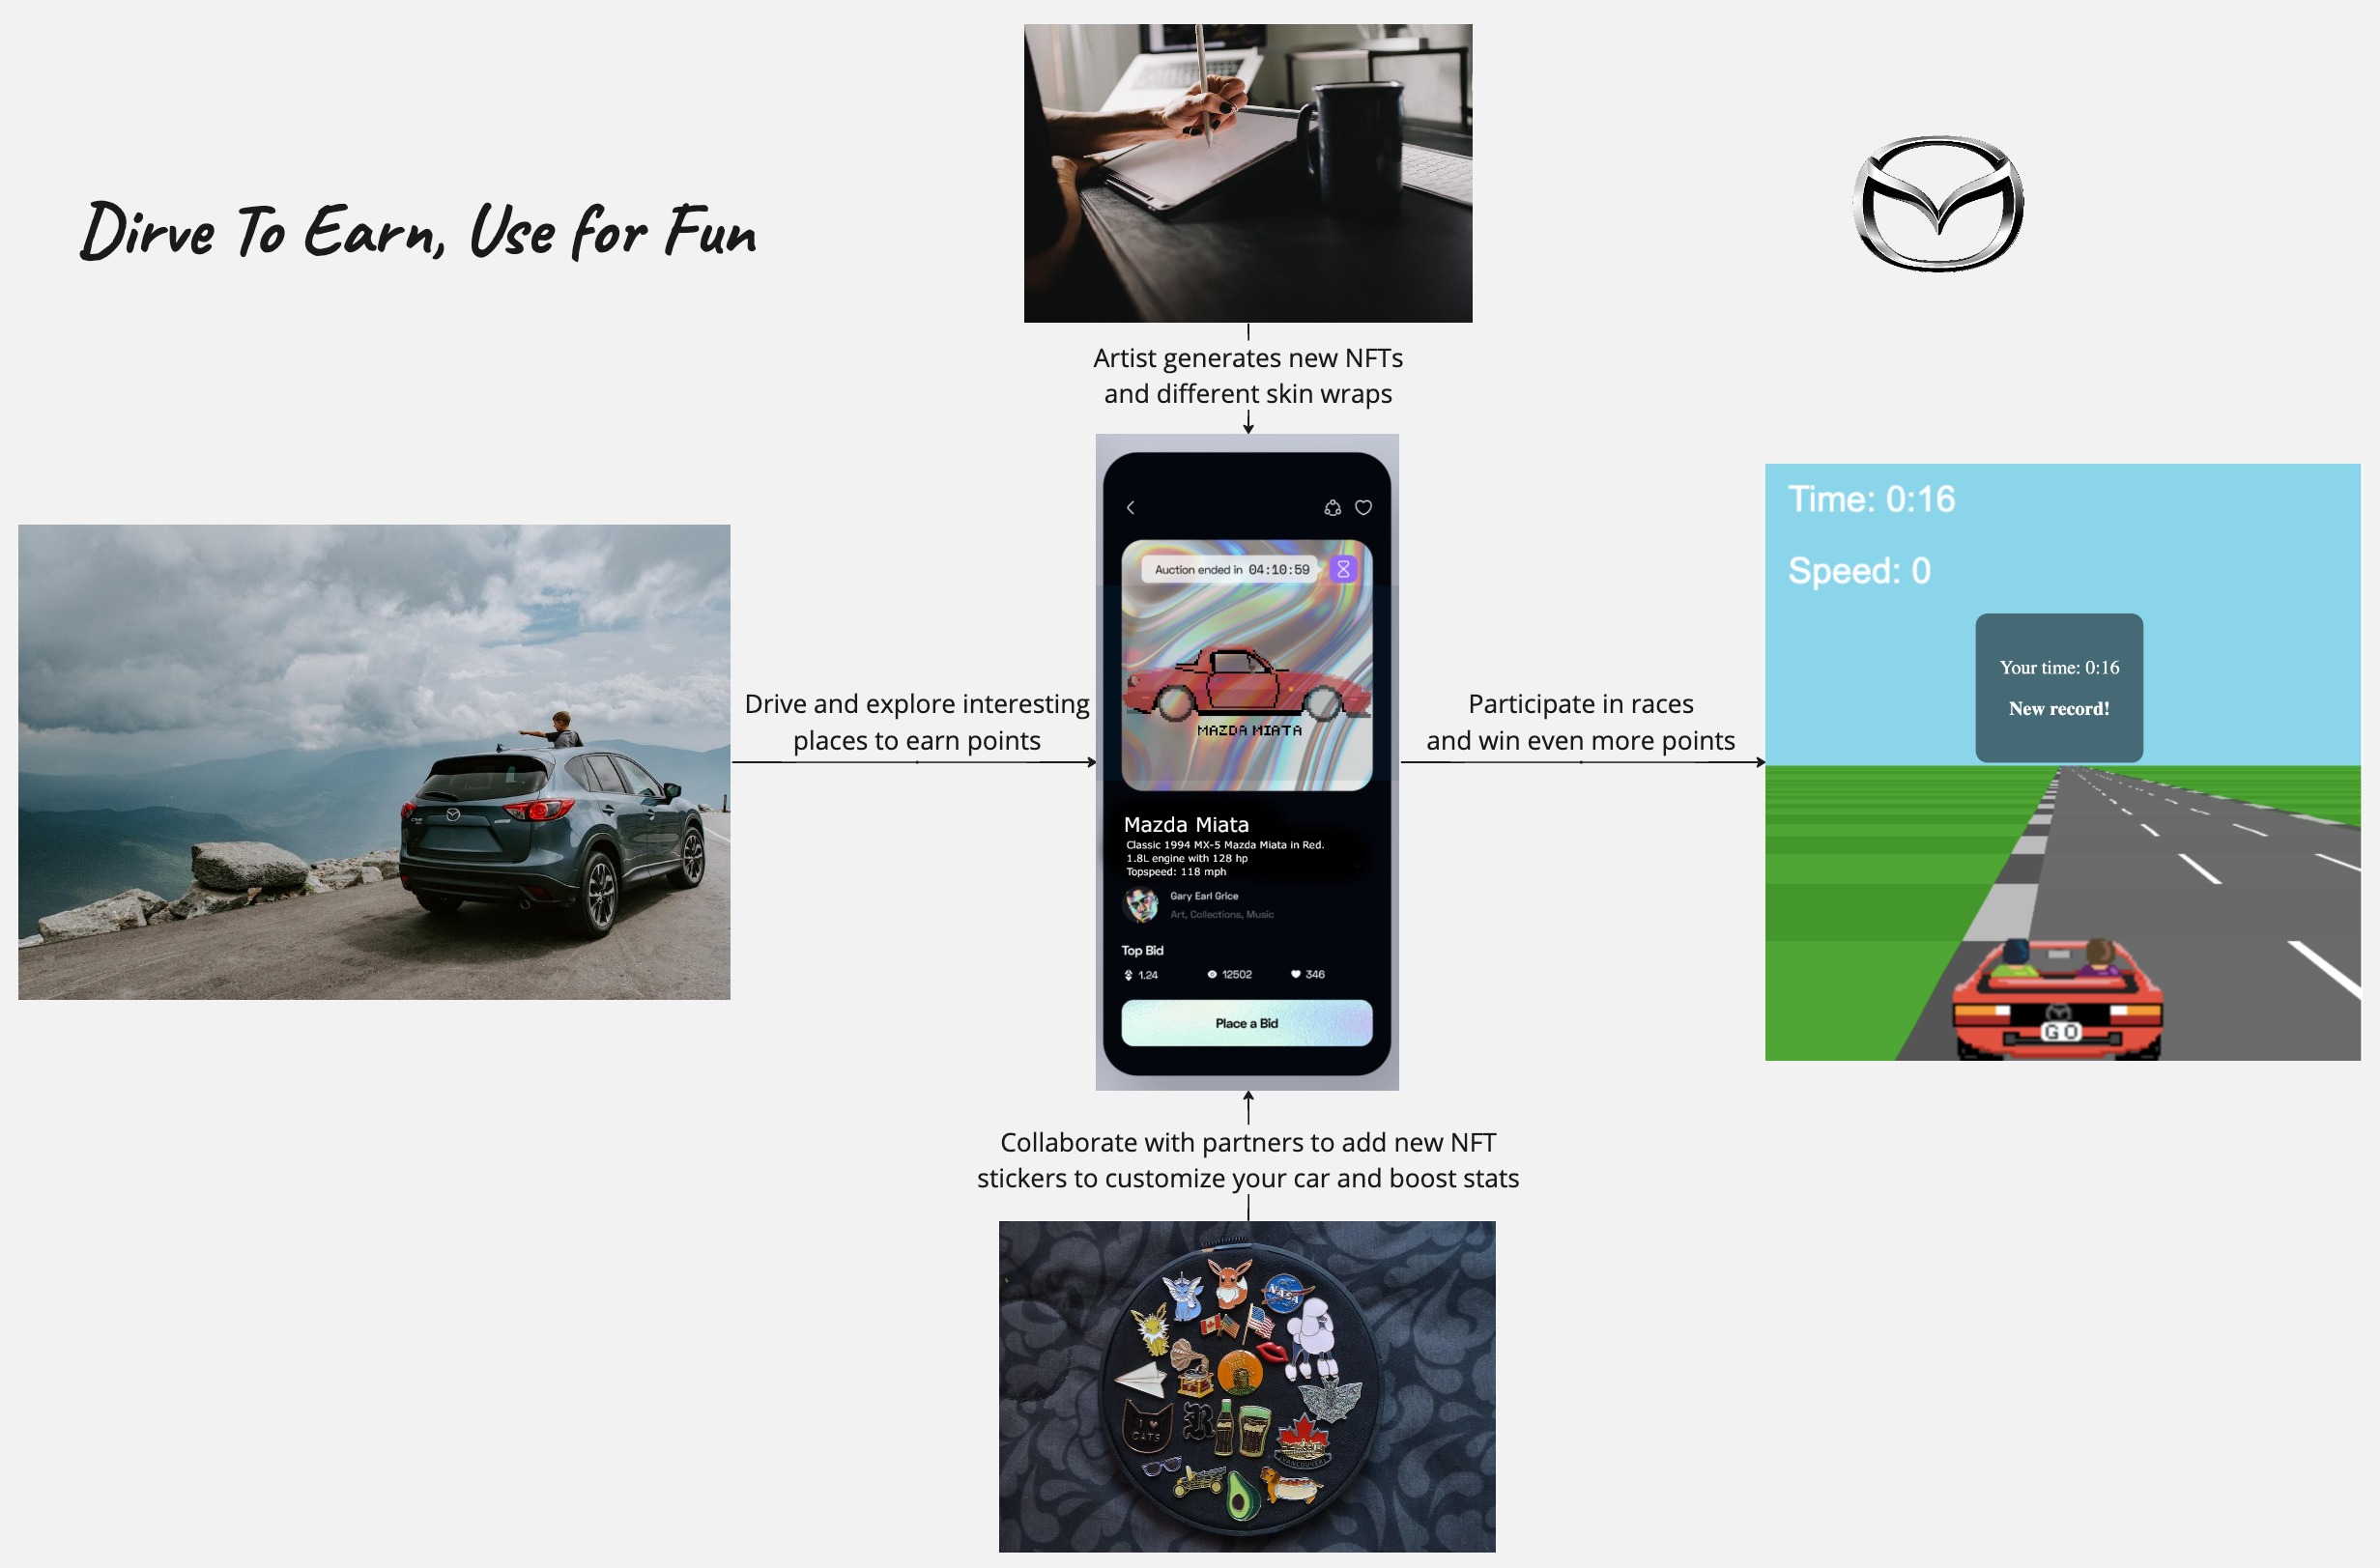 Dirve To Earn, Use for Fun
Artist generates new NFTs
and different skin wraps
Auction ended in 04:10:59
MAZDA MIATA
Mazda Miata
Classic 1994 MX-5 Mazda Miata in Red.
1.8L engine with 128 hp
Topspeed: 118 mph
Gary Earl Grice
Art, Collections, Music
Top Bid
1.24 12502 346
Place a Bid
Drive and explore interesting
places to earn points
Participate in races
and win even more points
Time: 0:16
Speed: 0
Your time: 0:16
New record!
GO
Collaborate with partners to add new NFT
stickers to customize your car and boost stats
NASA
I
CATS
R
VANCOUVER